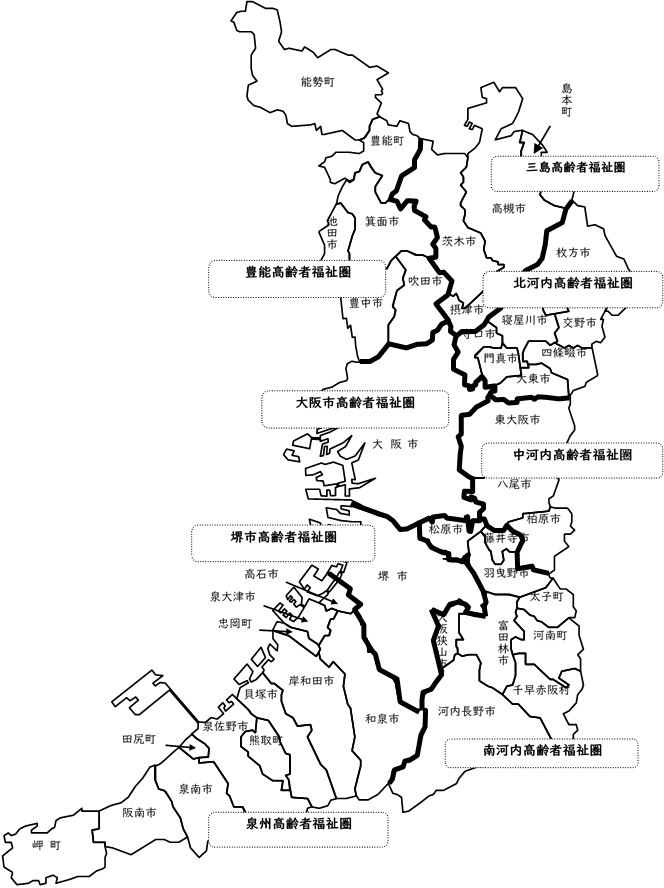 能勢町
島本町
豊能町
三島高齢者福祉圏
高槻市
池田市
箕面市
茨木市
枚方市
豊能高齢者福祉圏
吹田市
北河内高齢者福祉圏
豊中市
摂津市
寝屋川市
交野市
守口市
門真市
四條畷市
大東市
大阪市高齢者福祉圏
東大阪市
大阪市
中河内高齢者福祉圏
八尾市
柏原市
松原市
藤井寺市
堺市高齢者福祉圏
高石市
堺市
羽曳野市
泉大津市
太子町
忠岡町
大阪狭山市
富田林市
河南町
岸和田市
貝塚市
千早赤阪村
和泉市
河内長野市
泉佐野市
田尻町
熊取町
南河内高齢者福祉圏
泉南市
阪南市
泉州高齢者福祉圏
岬町